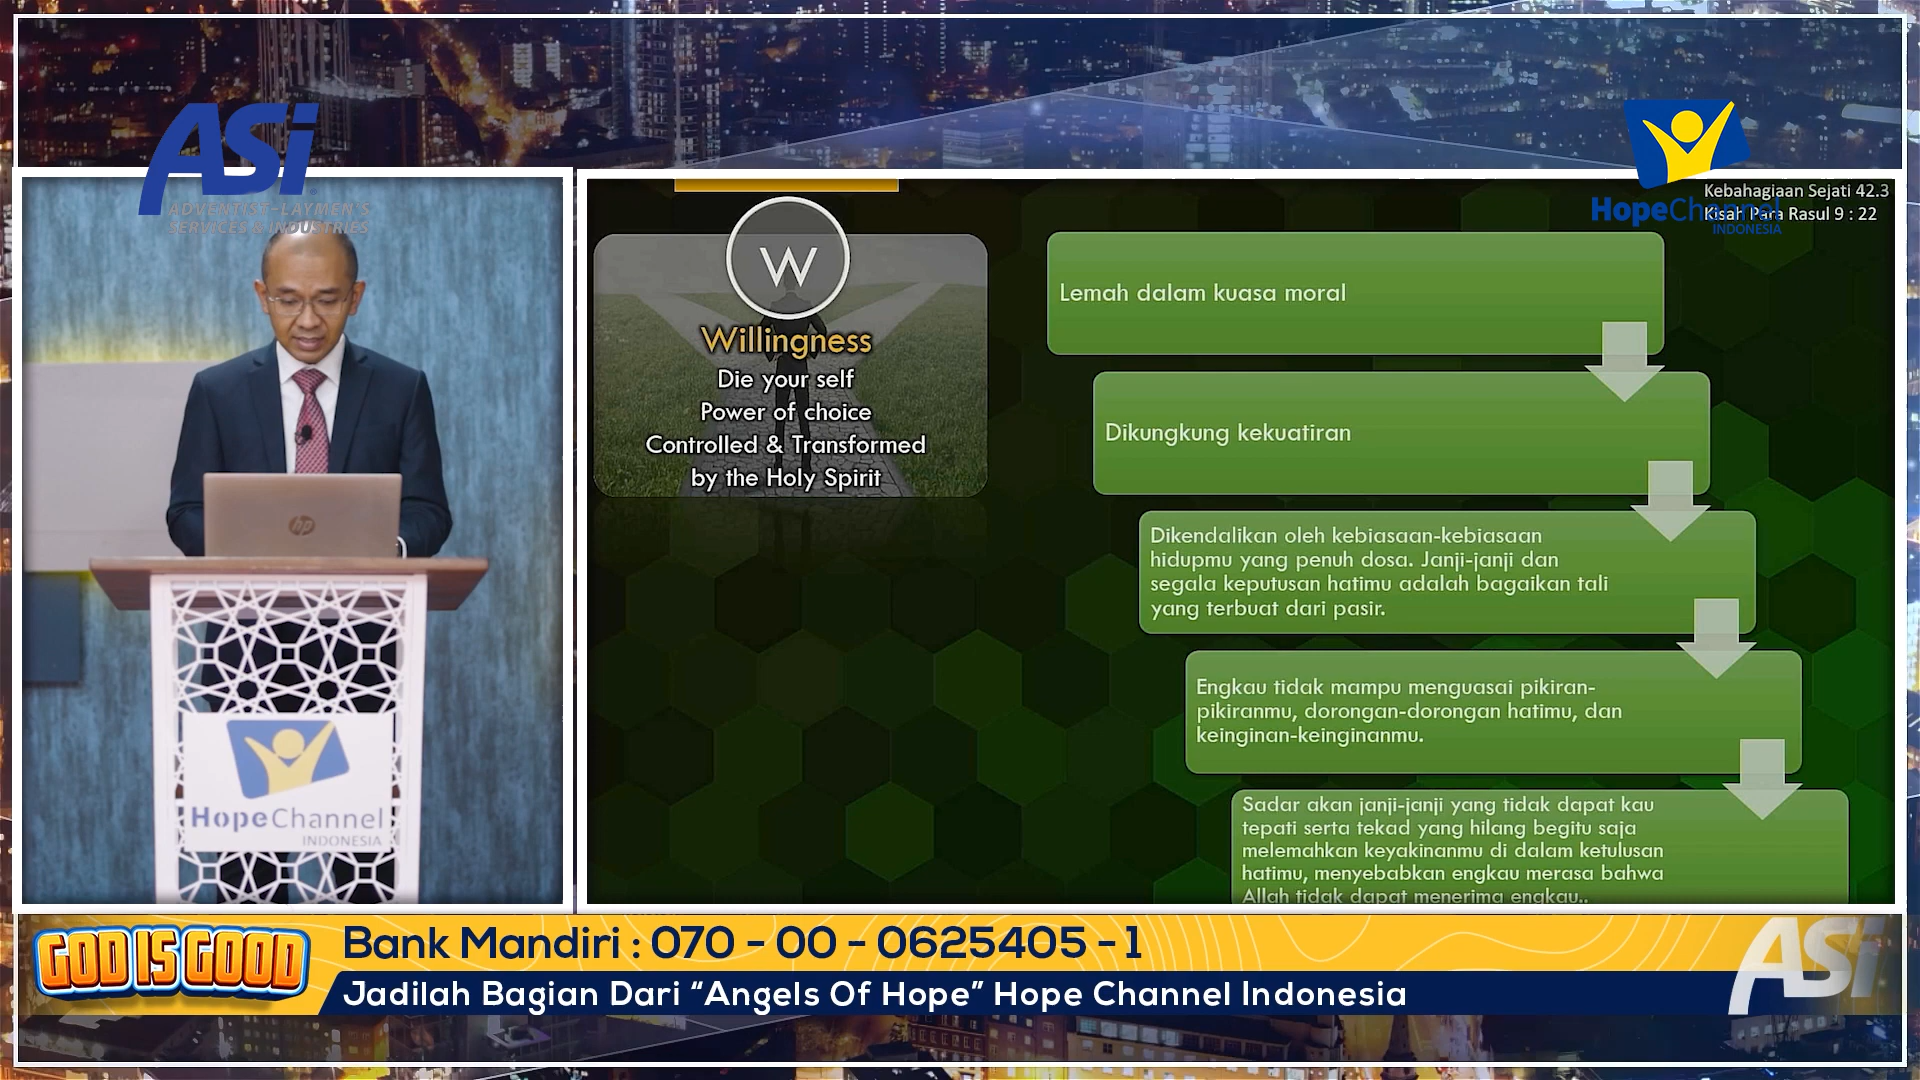 ASi
ADVENTIST-LAYMEN'S
SERVICES & INDUSTRIES
HopeChannel
INDONESIA
Kebahagiaan Sejati 42.3
Kisah Para Rasul 9 : 22
W
Willingness
Die your self
Power of choice
Controlled & Transformed
by the Holy Spirit
Lemah dalam kuasa moral
Dikungkung kekuatiran
Dikendalikan oleh kebiasaan-kebiasaan
hidupmu yang penuh dosa. Janji-janji dan
segala keputusan hatimu adalah bagaikan tali
yang terbuat dari pasir.
Engkau tidak mampu menguasai pikiran-
pikiranmu, dorongan-dorongan hatimu, dan
keinginan-keinginanmu.
Sadar akan janji-janji yang tidak dapat kau
tepati serta tekad yang hilang begitu saja
melemahkan keyakinanmu di dalam ketulusan
hatimu, menyebabkan engkau merasa bahwa
Allah tidak dapat menerima engkau..
hp
HopeChannel
INDONESIA
GOD IS GOOD
Bank Mandiri : 070 - 00 - 0625405 - 1
Jadilah Bagian Dari “Angels Of Hope” Hope Channel Indonesia
ASi